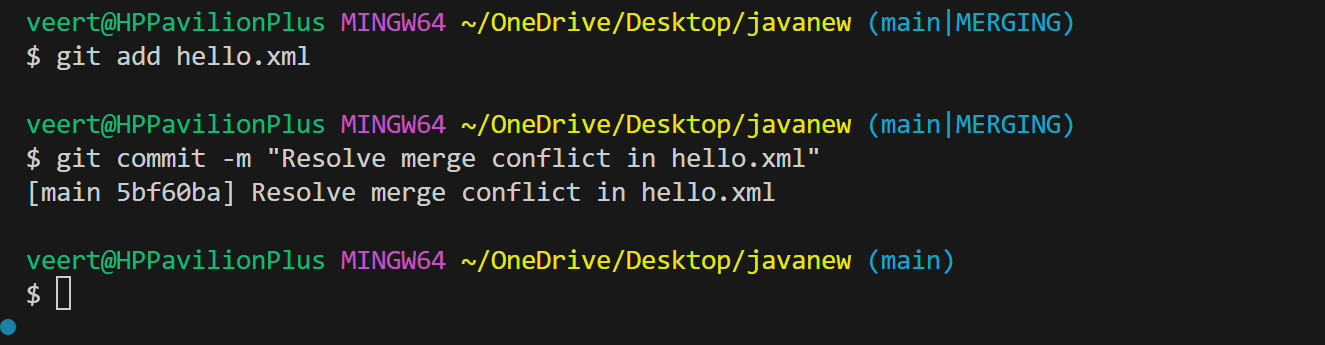 veert@HPPavilionPlus MINGW64 ~/OneDrive/Desktop/javanew (main|MERGING)
$ git add hello.xml
veert@HPPavilionPlus MINGW64 ~/OneDrive/Desktop/javanew (main|MERGING)
$ git commit -m "Resolve merge conflict in hello.xml"
[main 5bf60ba] Resolve merge conflict in hello.xml
veert@HPPavilionPlus MINGW64 ~/OneDrive/Desktop/javanew (main)
$